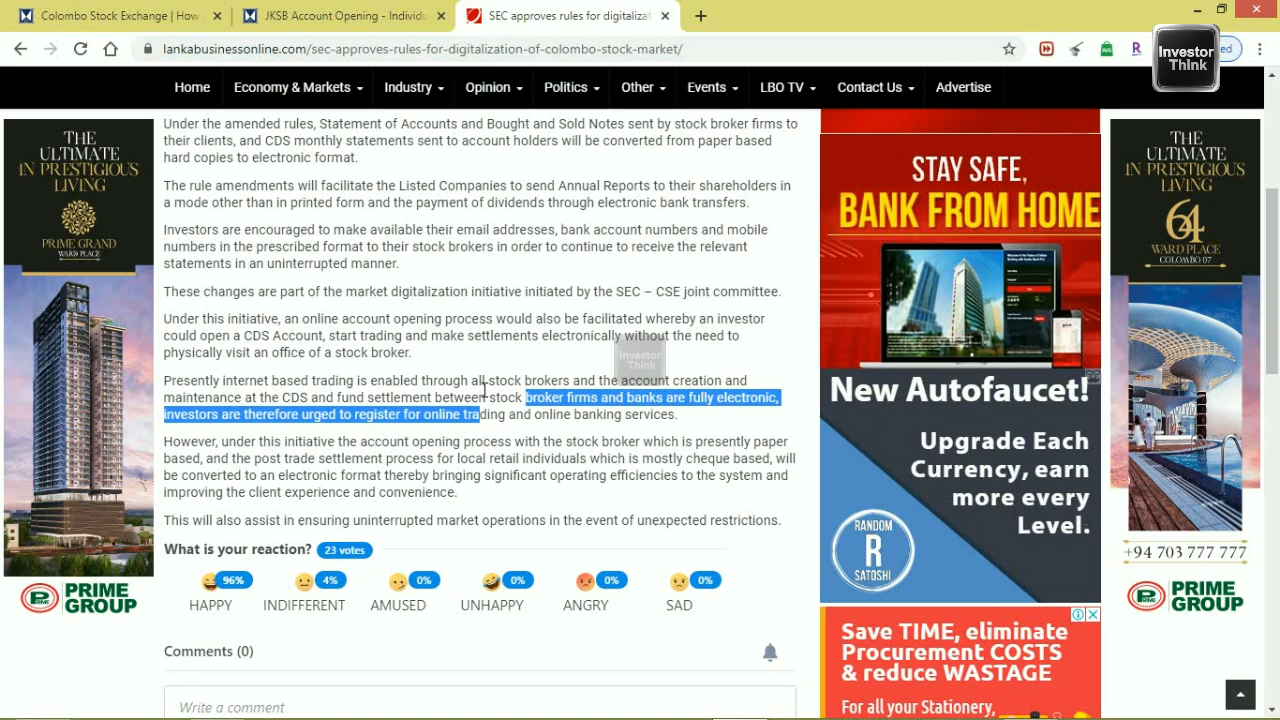 Colombo Stock Exchange | How
JKSB Account Opening - Individu
SEC approves rules for digitalizat
lankabusinessonline.com/sec-approves-rules-for-digitalization-of-colombo-stock-market/
Investor
Think
Home
Economy & Markets
Industry
Opinion
Politics
Other
Events
LBO TV
Contact Us
Advertise
Under the amended rules, Statement of Accounts and Bought and Sold Notes sent by stock broker firms to
their clients, and CDS monthly statements sent to account holders will be converted from paper based
hard copies to electronic format.
The rule amendments will facilitate the Listed Companies to send Annual Reports to their shareholders in
a mode other than in printed form and the payment of dividends through electronic bank transfers.
Investors are encouraged to make available their email addresses, bank account numbers and mobile
numbers in the prescribed format to their stock brokers in order to continue to receive the relevant
statements in an uninterrupted manner.
These changes are part of the market digitalization initiative initiated by the SEC – CSE joint committee.
Under this initiative, an online account opening process would also be facilitated whereby an investor
could open a CDS Account, start trading and make settlements electronically without the need to
physically visit an office of a stock broker.
Presently internet based trading is enabled through all stock brokers and the account creation and
maintenance at the CDS and fund settlement between stock broker firms and banks are fully electronic,
investors are therefore urged to register for online trading and online banking services.
However, under this initiative the account opening process with the stock broker which is presently paper
based, and the post trade settlement process for local retail individuals which is mostly cheque based, will
be converted to an electronic format thereby bringing significant operating efficiencies to the system and
improving the client experience and convenience.
This will also assist in ensuring uninterrupted market operations in the event of unexpected restrictions.
What is your reaction? 23 votes
96%
4%
0%
0%
0%
0%
HAPPY
INDIFFERENT
AMUSED
UNHAPPY
ANGRY
SAD
Comments (0)
Write a comment
Investor
Think
THE
ULTIMATE
IN PRESTIGIOUS
LIVING
PRIME GRAND
WARD PLACE
PRIME
GROUP
STAY SAFE,
BANK FROM HOME
New Autofaucet!
Upgrade Each
Currency, earn
more every
Level.
RANDOM
R
SATOSHI
Save TIME, eliminate
Procurement COSTS
& reduce WASTAGE
For all your Stationery,
THE
ULTIMATE
IN PRESTIGIOUS
LIVING
64
WARD PLACE
COLOMBO 07
+94 703 777 777
PRIME
GROUP